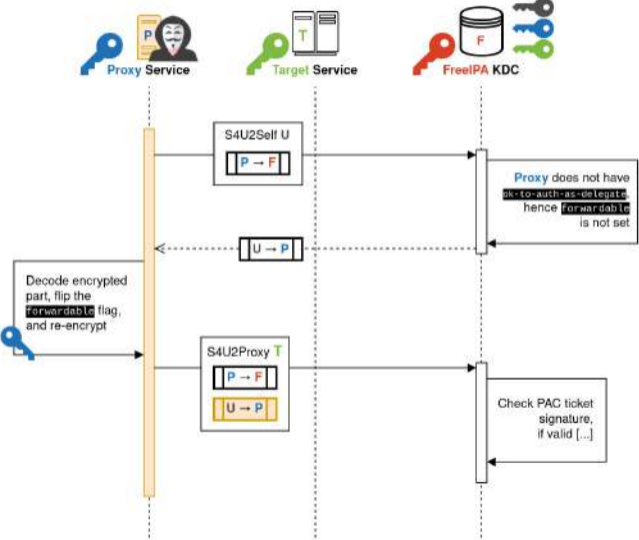 P
T
F
Proxy Service
Target Service
FreeIPA KDC
S4U2Self U
P → F
Proxy does not have
ok-to-auth-as-delegate,
hence forwardable
is not set
U → P
Decode encrypted
part, flip the
forwardable flag,
and re-encrypt
S4U2Proxy T
P → F
U → P
Check PAC ticket
signature,
if valid [...]